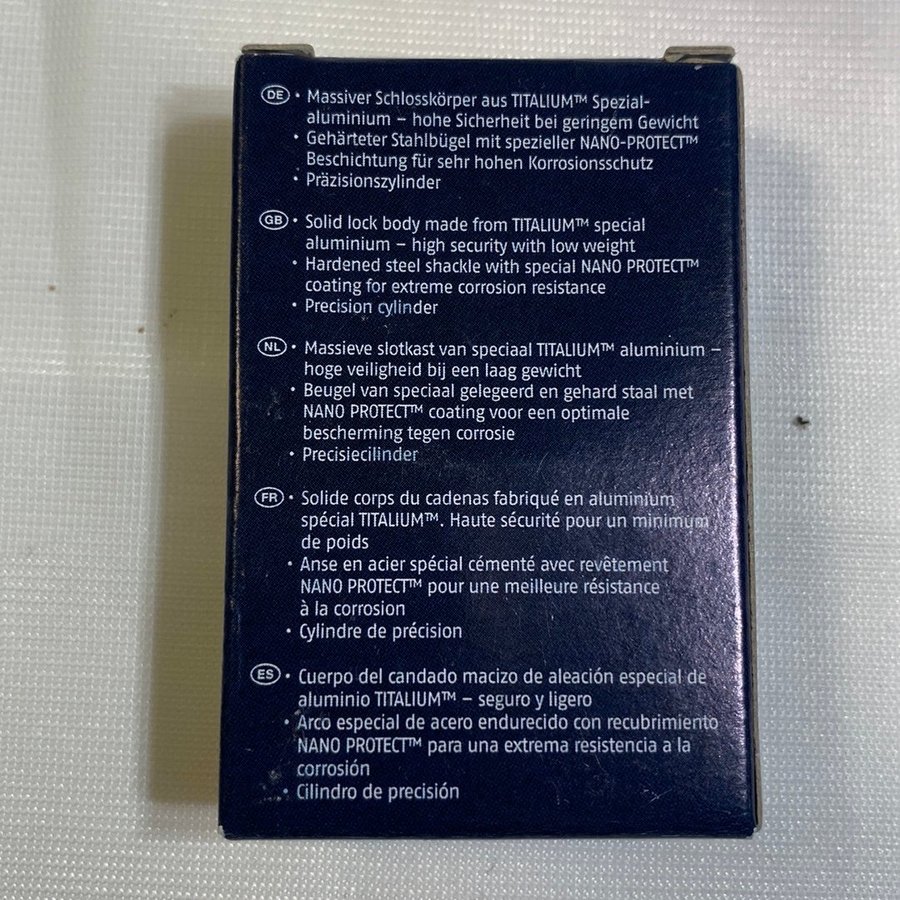 DE • Massiver Schlosskörper aus TITALIUM™ Spezial-
aluminium – hohe Sicherheit bei geringem Gewicht
• Gehärteter Stahlbügel mit spezieller NANO-PROTECT™
Beschichtung für sehr hohen Korrosionsschutz
• Präzisionszylinder
GB • Solid lock body made from TITALIUM™ special
aluminium – high security with low weight
• Hardened steel shackle with special NANO PROTECT™
coating for extreme corrosion resistance
• Precision cylinder
NL • Massieve slotkast van speciaal TITALIUM™ aluminium –
hoge veiligheid bij een laag gewicht
• Beugel van speciaal gelegeerd en gehard staal met
NANO PROTECT™ coating voor een optimale
bescherming tegen corrosie
• Precisiecilinder
FR • Solide corps du cadenas fabriqué en aluminium
spécial TITALIUM™. Haute sécurité pour un minimum
de poids
• Anse en acier spécial cémenté avec revêtement
NANO PROTECT™ pour une meilleure résistance
à la corrosion
• Cylindre de précision
ES • Cuerpo del candado macizo de aleación especial de
aluminio TITALIUM™ – seguro y ligero
• Arco especial de acero endurecido con recubrimiento
NANO PROTECT™ para una extrema resistencia a la
corrosión
• Cilindro de precisión